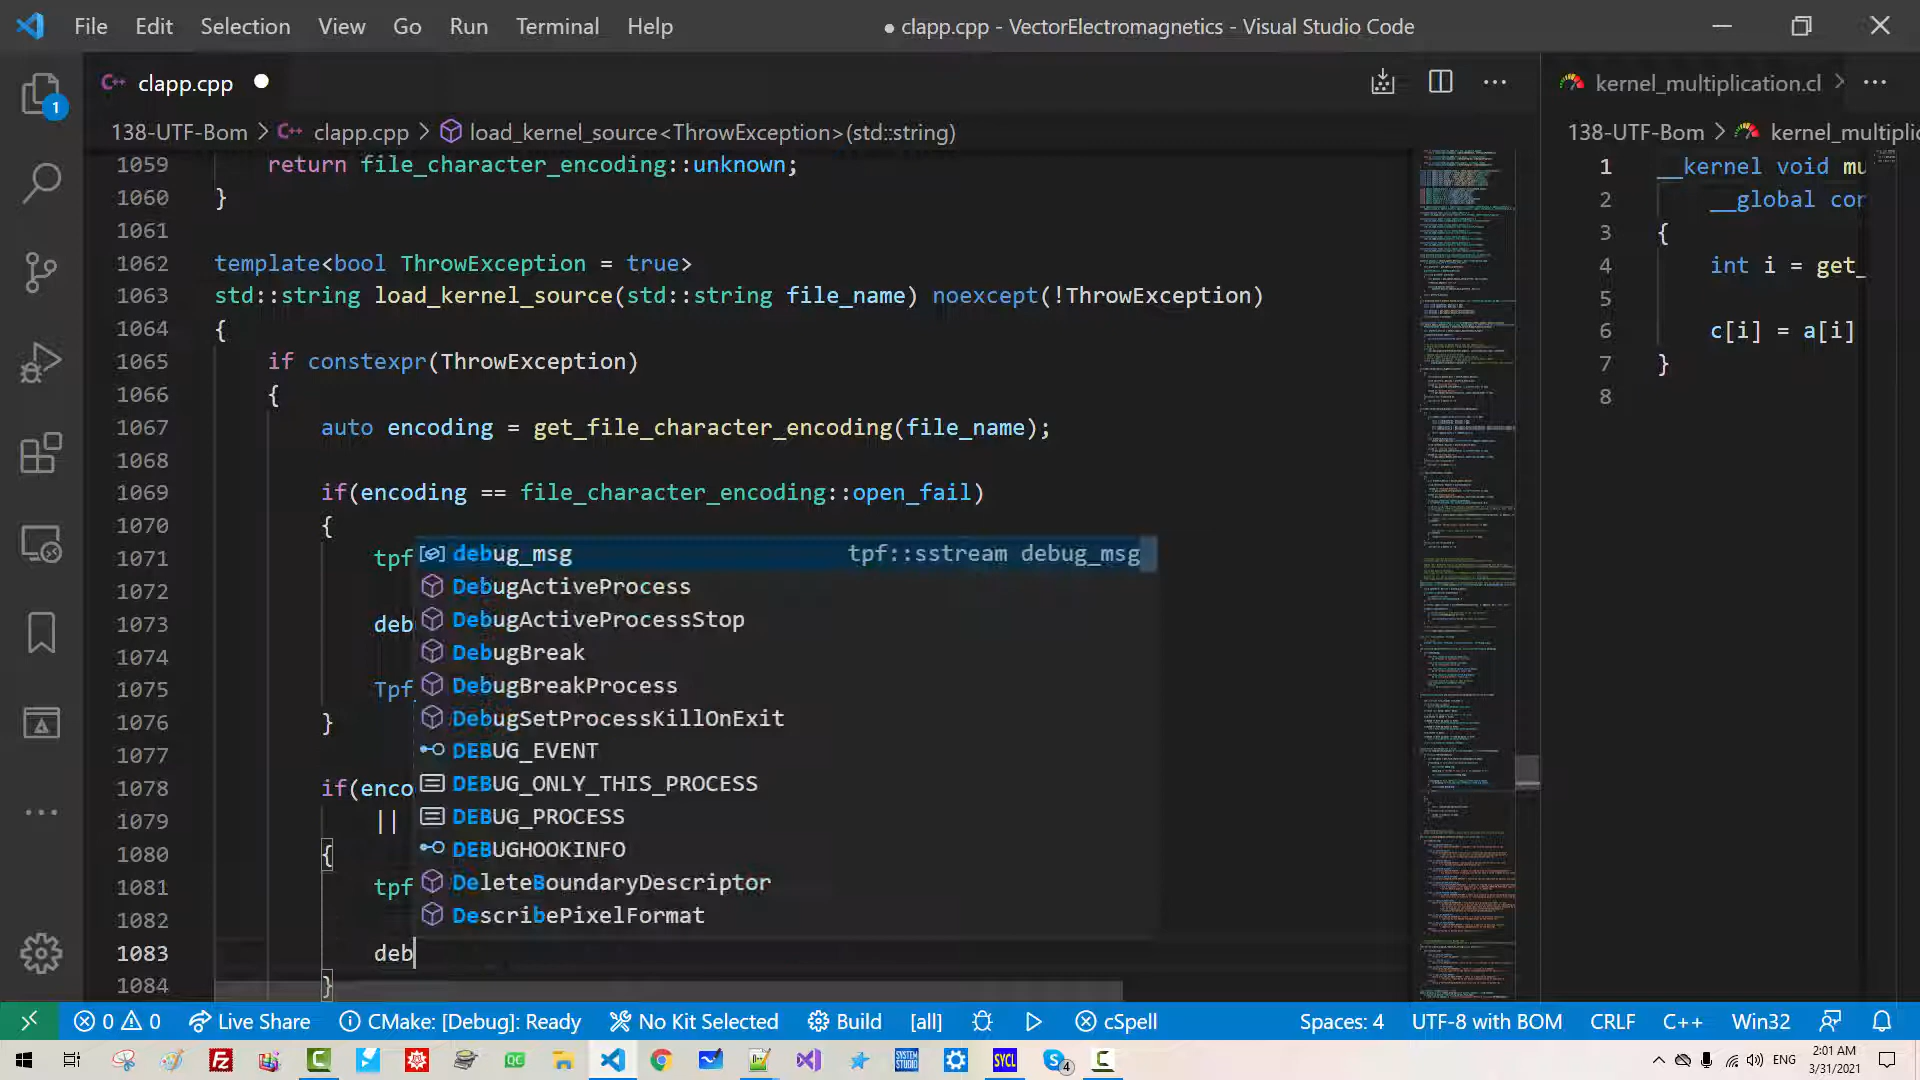 File Edit Selection View Go Run Terminal Help
● clapp.cpp - VectorElectromagnetics - Visual Studio Code
1
C++ clapp.cpp
kernel_multiplication.cl
138-UTF-Bom > clapp.cpp > load_kernel_source<ThrowException>(std::string)
138-UTF-Bom > kernel_multiplic
1059 return file_character_encoding::unknown;
1060 }
1061
1062 template<bool ThrowException = true>
1063 std::string load_kernel_source(std::string file_name) noexcept(!ThrowException)
1064 {
1065 if constexpr(ThrowException)
1066 {
1067 auto encoding = get_file_character_encoding(file_name);
1068
1069 if(encoding == file_character_encoding::open_fail)
1070 {
1071 tpf
1072
1073 deb
1074
1075 Tpf
1076 }
1077
1078 if(enco
1079 ||
1080 {
1081 tpf
1082
1083 deb
1084 }
debug_msg tpf::sstream debug_msg
DebugActiveProcess
DebugActiveProcessStop
DebugBreak
DebugBreakProcess
DebugSetProcessKillOnExit
DEBUG_EVENT
DEBUG_ONLY_THIS_PROCESS
DEBUG_PROCESS
DEBUGHOOKINFO
DeleteBoundaryDescriptor
DescribePixelFormat
1 __kernel void mu
2 __global con
3 {
4 int i = get_
5
6 c[i] = a[i]
7 }
8
0 0 Live Share CMake: [Debug]: Ready No Kit Selected Build [all] cSpell Spaces: 4 UTF-8 with BOM CRLF C++ Win32
QC SYSTEM STUDIO SYCL 4 ENG 2:01 AM
3/31/2021